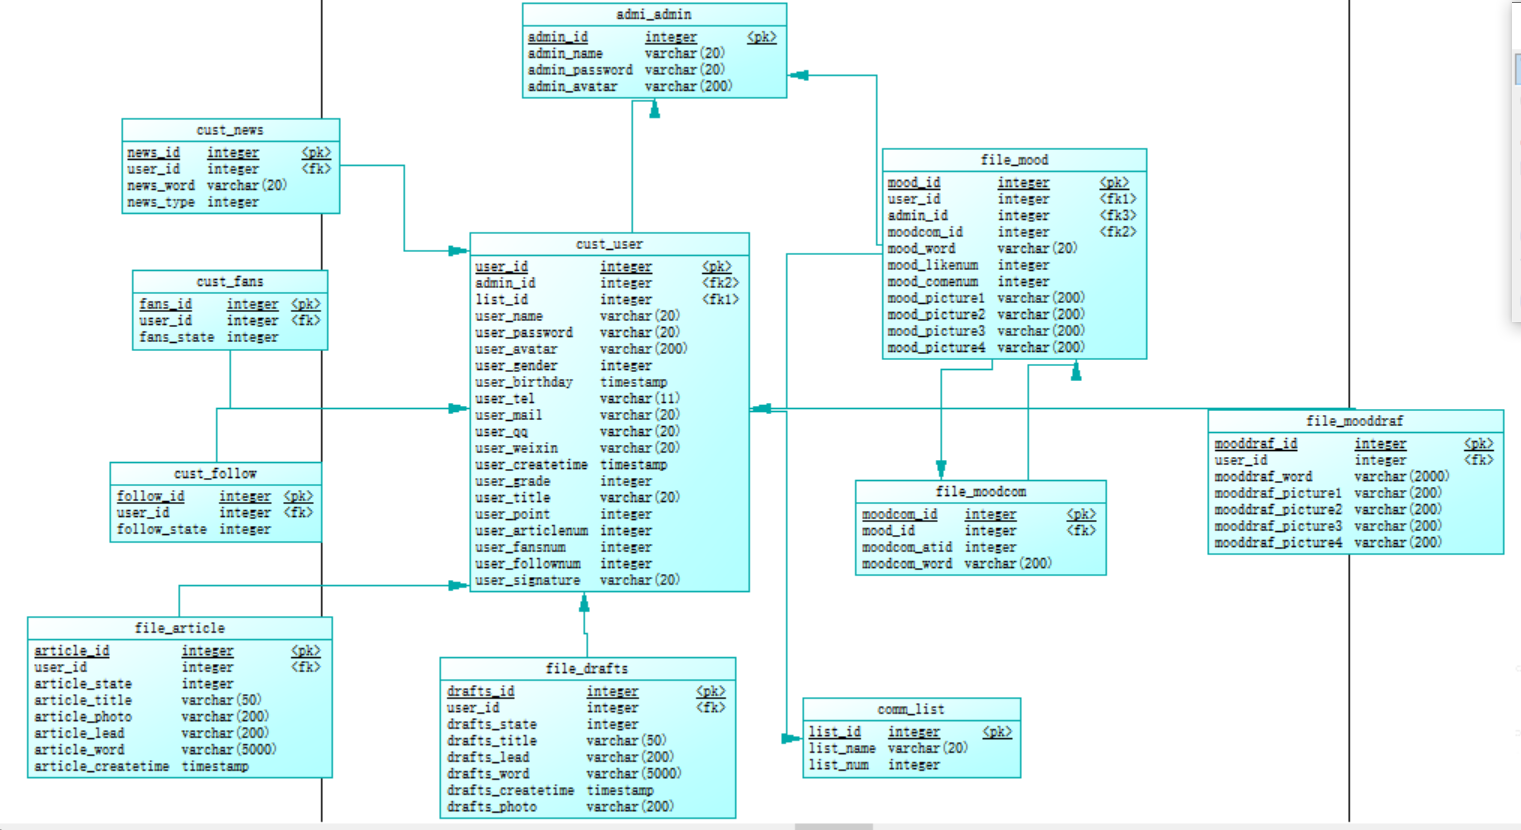 admi_admin
admin_id integer <pk>
admin_name varchar(20)
admin_password varchar(20)
admin_avatar varchar(200)
cust_news
news_id integer <pk>
user_id integer <fk>
news_word varchar(20)
news_type integer
file_mood
mood_id integer <pk>
user_id integer <fk1>
admin_id integer <fk3>
moodcom_id integer <fk2>
mood_word varchar(20)
mood_likenum integer
mood_comenum integer
mood_picture1 varchar(200)
mood_picture2 varchar(200)
mood_picture3 varchar(200)
mood_picture4 varchar(200)
cust_user
user_id integer <pk>
admin_id integer <fk2>
list_id integer <fk1>
user_name varchar(20)
user_password varchar(20)
user_avatar varchar(200)
user_gender integer
user_birthday timestamp
user_tel varchar(11)
user_mail varchar(20)
user_qq varchar(20)
user_weixin varchar(20)
user_createtime timestamp
user_grade integer
user_title varchar(20)
user_point integer
user_articlenum integer
user_fansnum integer
user_follownum integer
user_signature varchar(20)
cust_fans
fans_id integer <pk>
user_id integer <fk>
fans_state integer
cust_follow
follow_id integer <pk>
user_id integer <fk>
follow_state integer
file_mooddraf
mooddraf_id integer <pk>
user_id integer <fk>
mooddraf_word varchar(2000)
mooddraf_picture1 varchar(200)
mooddraf_picture2 varchar(200)
mooddraf_picture3 varchar(200)
mooddraf_picture4 varchar(200)
file_moodcom
moodcom_id integer <pk>
mood_id integer <fk>
moodcom_atid integer
moodcom_word varchar(200)
file_article
article_id integer <pk>
user_id integer <fk>
article_state integer
article_title varchar(50)
article_photo varchar(200)
article_lead varchar(200)
article_word varchar(5000)
article_createtime timestamp
file_drafts
drafts_id integer <pk>
user_id integer <fk>
drafts_state integer
drafts_title varchar(50)
drafts_lead varchar(200)
drafts_word varchar(5000)
drafts_createtime timestamp
drafts_photo varchar(200)
comm_list
list_id integer <pk>
list_name varchar(20)
list_num integer